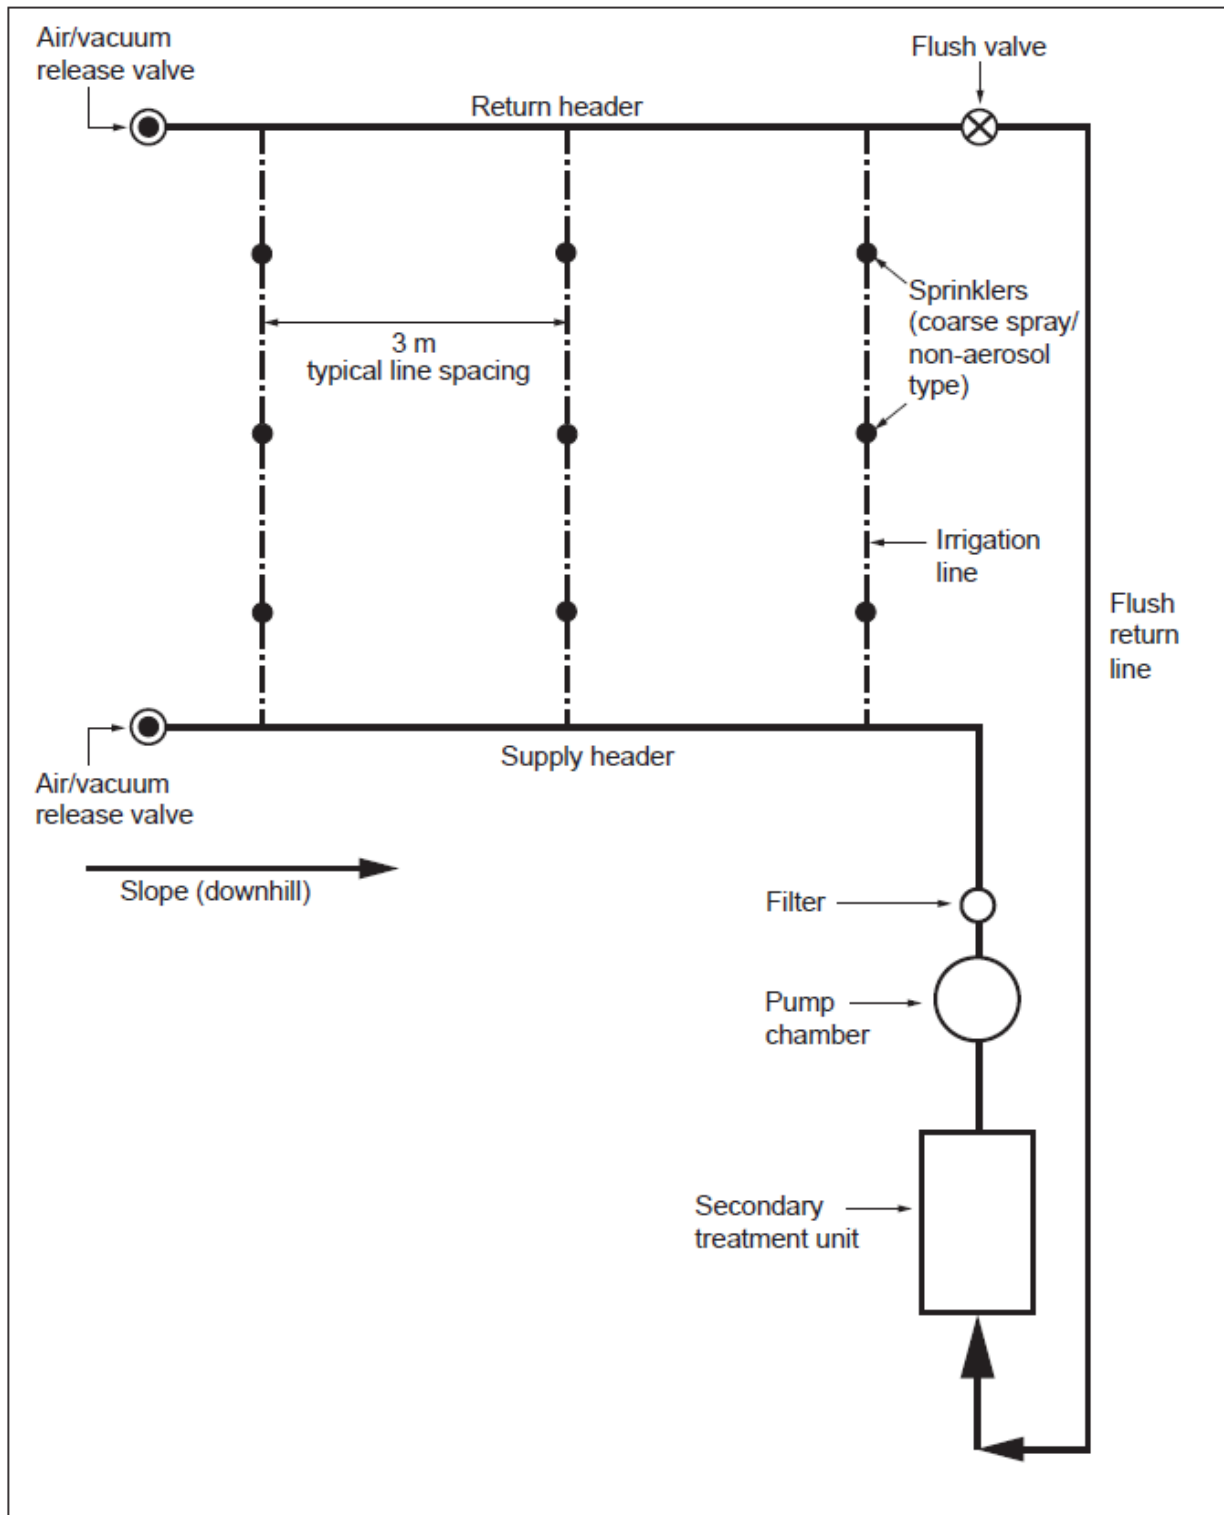 Air/vacuum
release valve
Flush valve
Return header
Sprinklers
(coarse spray/
non-aerosol
type)
3 m
typical line spacing
Irrigation
line
Flush
return
line
Supply header
Air/vacuum
release valve
Slope (downhill)
Filter
Pump
chamber
Secondary
treatment unit